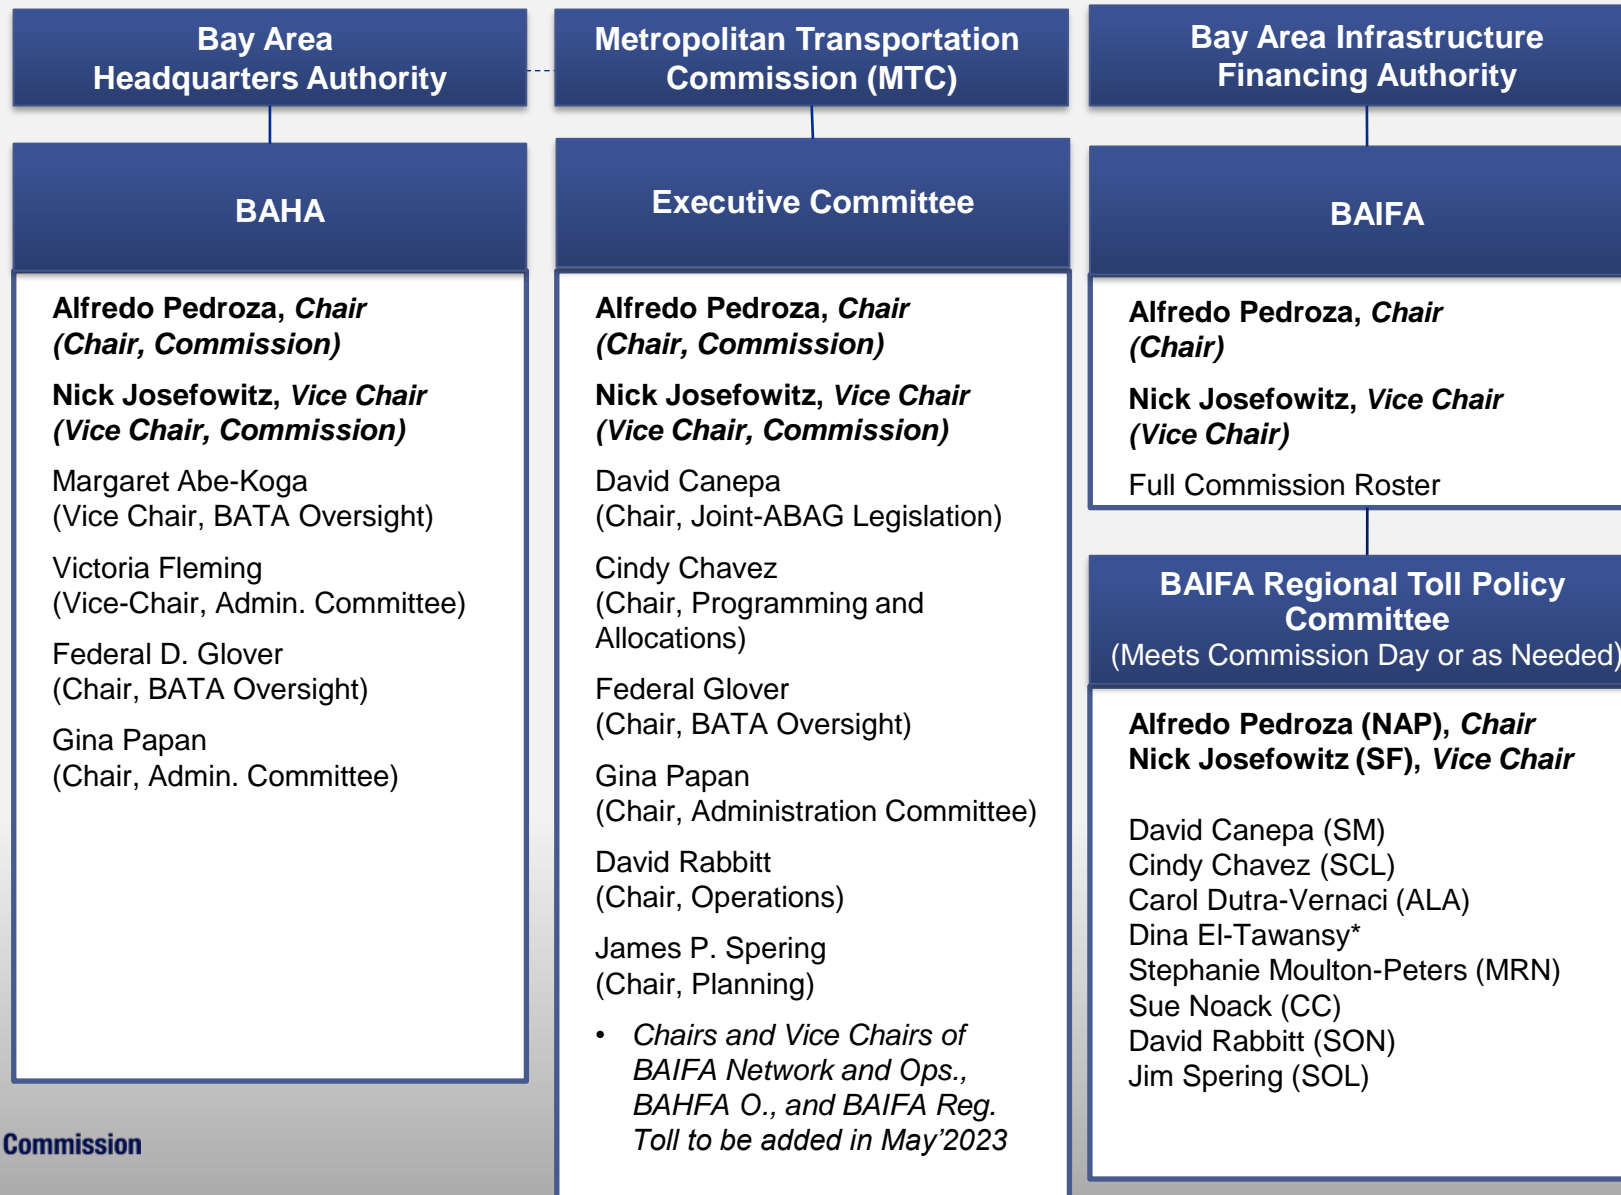 Bay Area
Headquarters Authority
BAHA
Alfredo Pedroza, Chair
(Chair, Commission)
Nick Josefowitz, Vice Chair
(Vice Chair, Commission)
Margaret Abe-Koga
(Vice Chair, BATA Oversight)
Victoria Fleming
(Vice-Chair, Admin. Committee)
Federal D. Glover
(Chair, BATA Oversight)
Gina Papan
(Chair, Admin. Committee)
Metropolitan Transportation
Commission (MTC)
Executive Committee
Alfredo Pedroza, Chair
(Chair, Commission)
Nick Josefowitz, Vice Chair
(Vice Chair, Commission)
David Canepa
(Chair, Joint-ABAG Legislation)
Cindy Chavez
(Chair, Programming and
Allocations)
Federal Glover
(Chair, BATA Oversight)
Gina Papan
(Chair, Administration Committee)
David Rabbitt
(Chair, Operations)
James P. Spering
(Chair, Planning)
• Chairs and Vice Chairs of
BAIFA Network and Ops.,
BAHFA O., and BAIFA Reg.
Toll to be added in May'2023
Bay Area Infrastructure
Financing Authority
BAIFA
Alfredo Pedroza, Chair
(Chair)
Nick Josefowitz, Vice Chair
(Vice Chair)
Full Commission Roster
BAIFA Regional Toll Policy
Committee
(Meets Commission Day or as Needed)
Alfredo Pedroza (NAP), Chair
Nick Josefowitz (SF), Vice Chair
David Canepa (SM)
Cindy Chavez (SCL)
Carol Dutra-Vernaci (ALA)
Dina El-Tawansy*
Stephanie Moulton-Peters (MRN)
Sue Noack (CC)
David Rabbitt (SON)
Jim Spering (SOL)
Commission